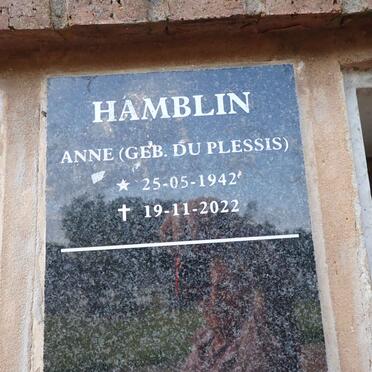 HAMBLIN
ANNE (GEB. DU PLESSIS)
★ 25-05-1942
✝ 19-11-2022